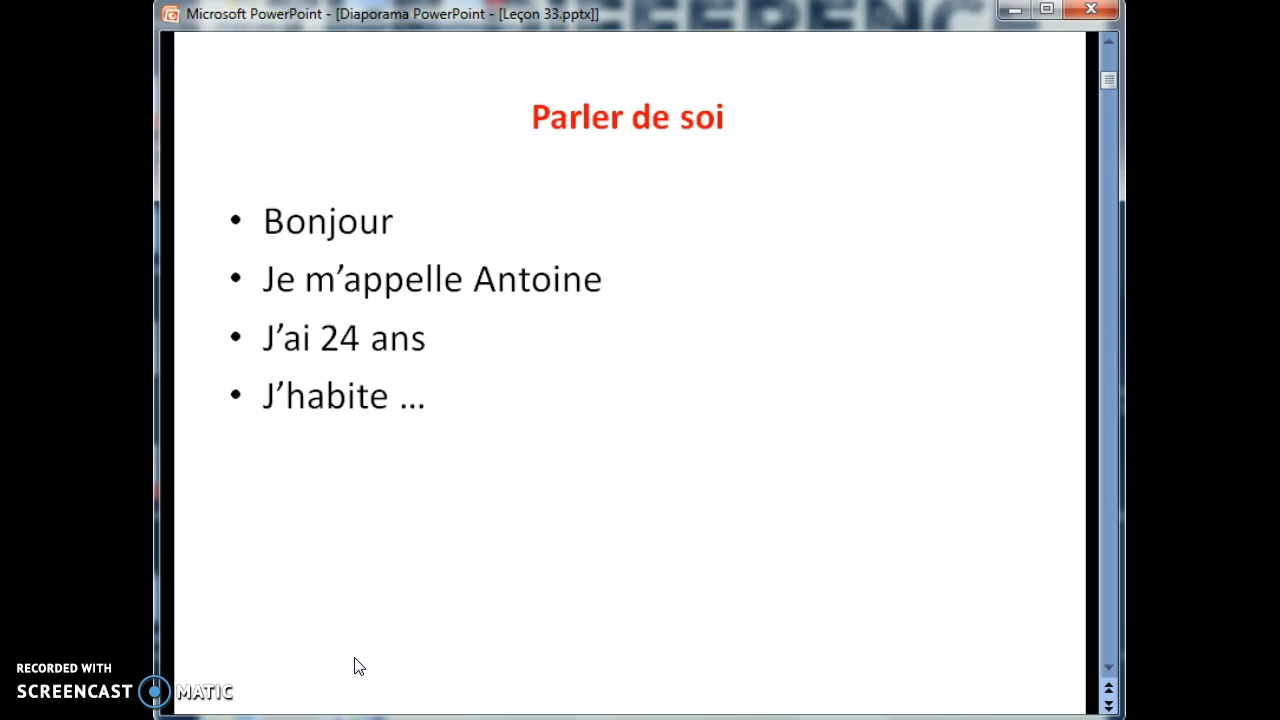 Microsoft PowerPoint - [Diaporama PowerPoint - [Leçon 33.pptx]]
Parler de soi
• Bonjour
• Je m’appelle Antoine
• J’ai 24 ans
• J’habite ...
RECORDED WITH
SCREENCAST MATIC